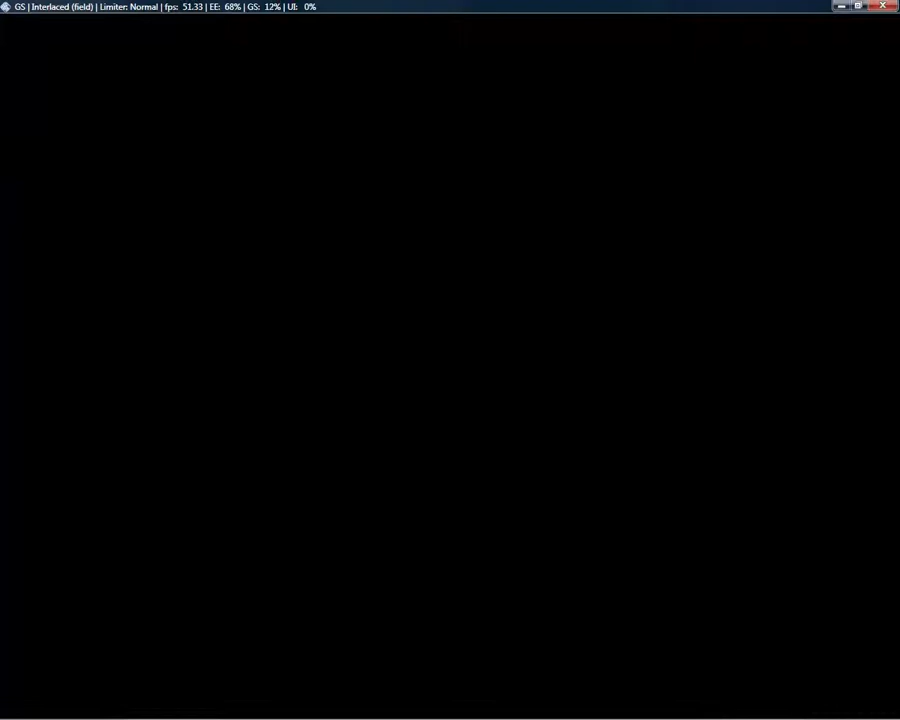 GS | Interlaced (field) | Limiter: Normal | fps: 51.33 | EE: 68% | GS: 12% | UI: 0%